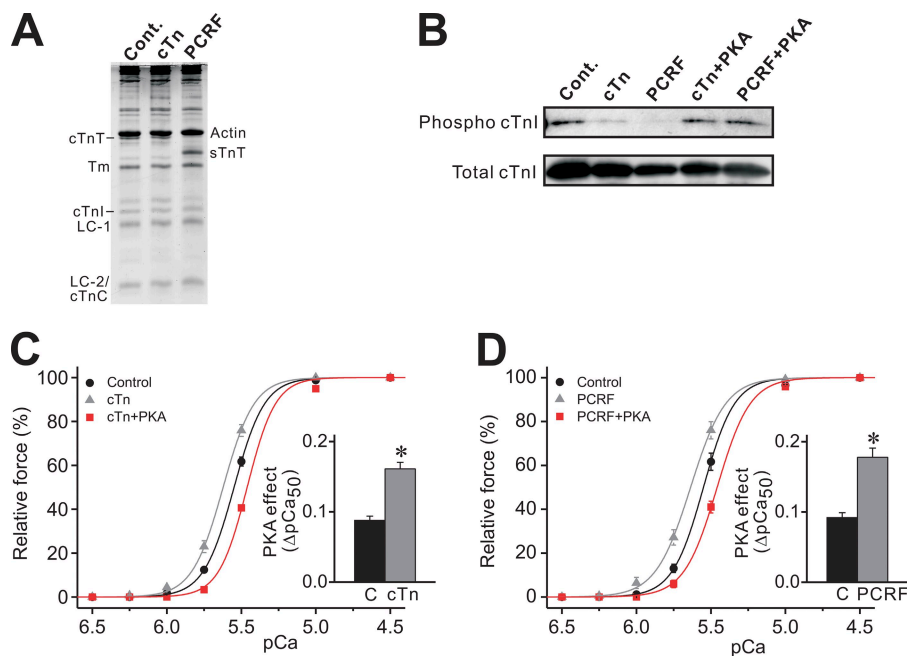 A
Cont.
cTn
PCRF
cTnT
Tm
cTnI
LC-1
LC-2/
cTnC
Actin
sTnT
B
Cont.
cTn
PCRF
cTn+PKA
PCRF+PKA
Phospho cTnI
Total cTnI
C
Relative force (%)
100
80
60
40
20
0
6.5 6.0 5.5 5.0 4.5
pCa
Control
cTn
cTn+PKA
PKA effect
(ΔpCa50)
0.2
0.1
0.0
*
C cTn
D
Relative force (%)
100
80
60
40
20
0
6.5 6.0 5.5 5.0 4.5
pCa
Control
PCRF
PCRF+PKA
PKA effect
(ΔpCa50)
0.2
0.1
0.0
*
C PCRF